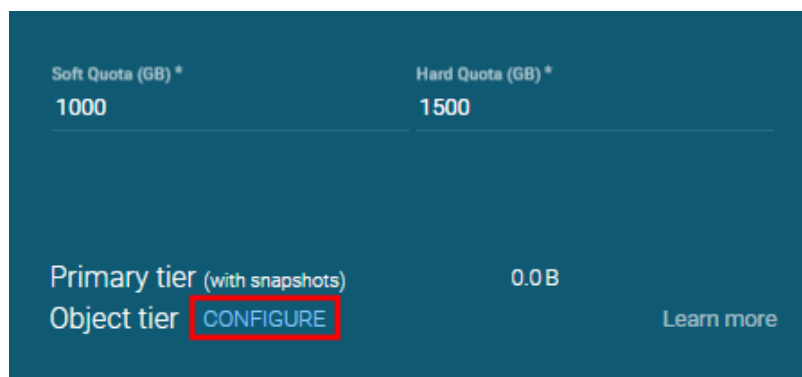 Soft Quota (GB) * Hard Quota (GB) *
1000 1500
Primary tier (with snapshots) 0.0 B
Object tier CONFIGURE Learn more